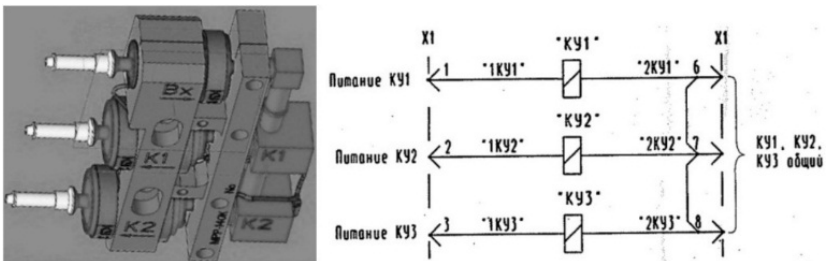 Вх
К1
К2
К1
К2
X1
"КУ1"
X1
Питание КУ1
1
"1КУ1"
"2КУ1"
6
"КУ2"
Питание КУ2
2
"1КУ2"
"2КУ2"
7
КУ1, КУ2,
КУ3 общий
"КУ3"
Питание КУ3
3
"1КУ3"
"2КУ3"
8